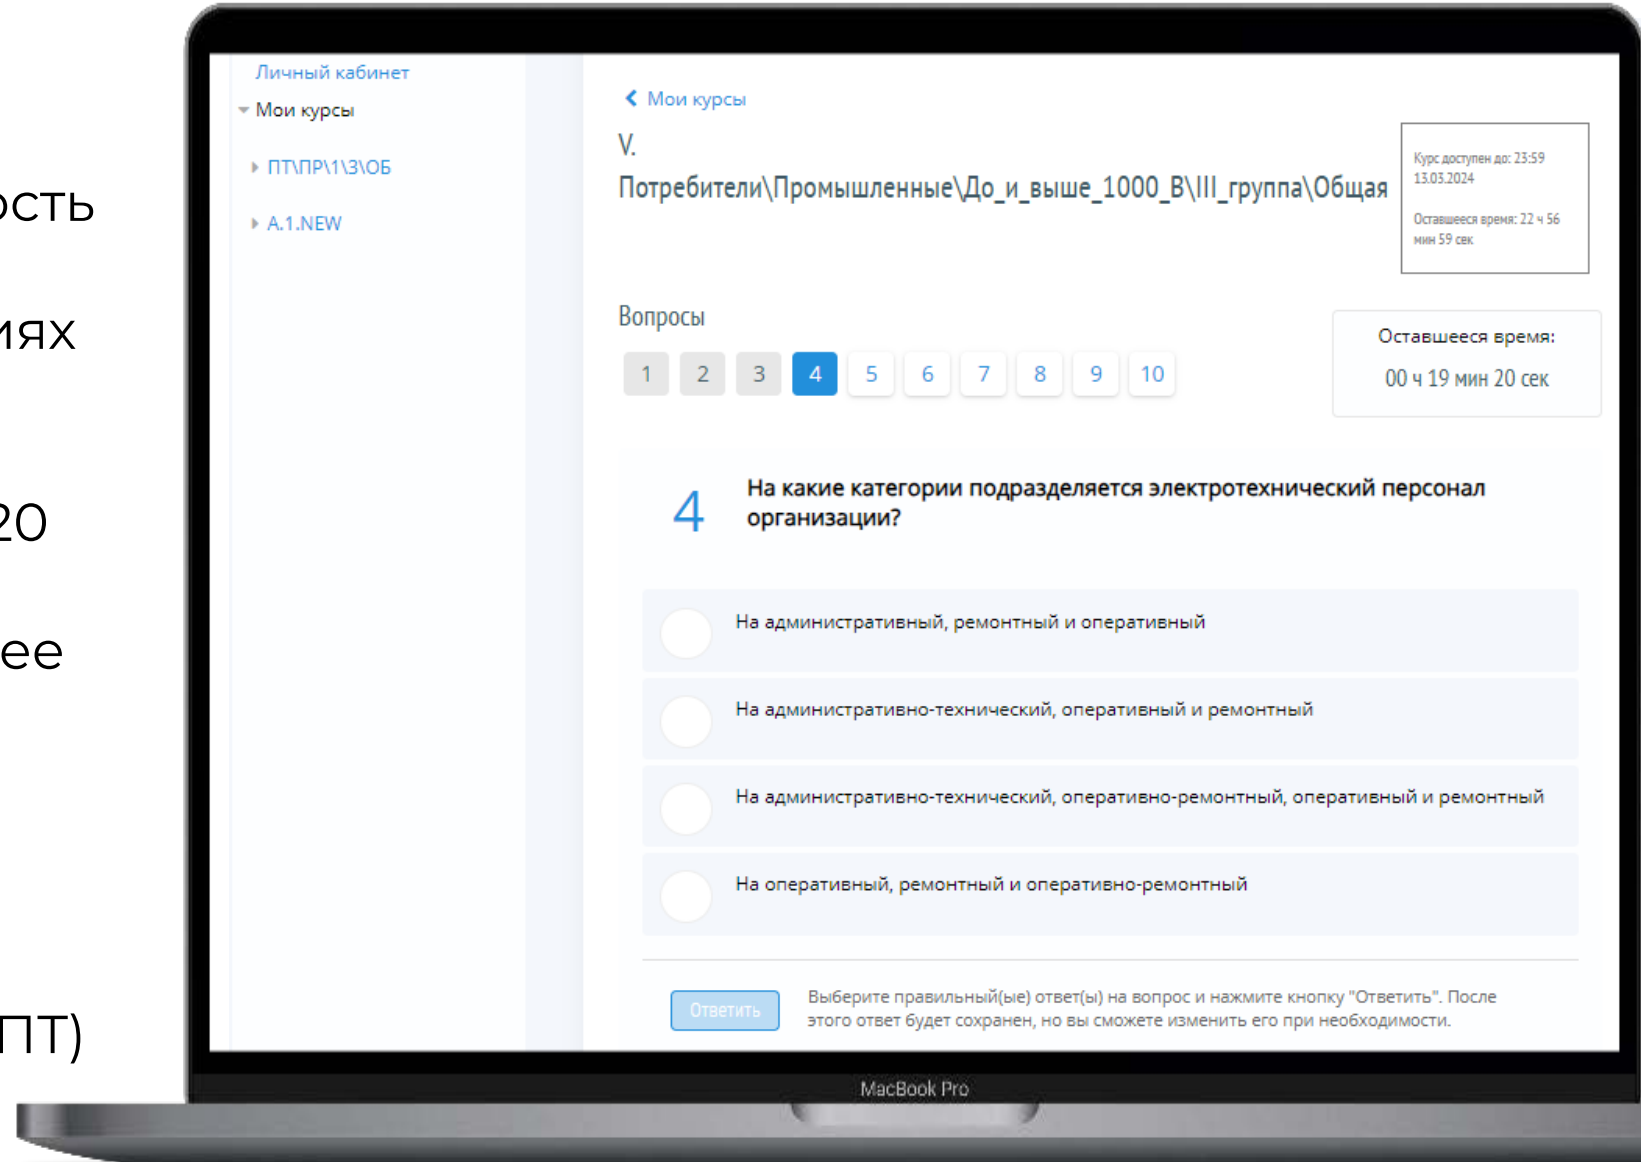 20
ПТ)
Личный кабинет
Мои курсы
ПТ\ПР\1\3\ОБ
A.1.NEW
Мои курсы
V.
Потребители\Промышленные\До_и_выше_1000_В\III_группа\Общая
Курс доступен до: 23:59
13.03.2024
Оставшееся время: 22 ч 56
мин 59 сек
Вопросы
1 2 3 4 5 6 7 8 9 10
Оставшееся время:
00 ч 19 мин 20 сек
4
На какие категории подразделяется электротехнический персонал
организации?
На административный, ремонтный и оперативный
На административно-технический, оперативный и ремонтный
На административно-технический, оперативно-ремонтный, оперативный и ремонтный
На оперативный, ремонтный и оперативно-ремонтный
Ответить
Выберите правильный(ые) ответ(ы) на вопрос и нажмите кнопку "Ответить". После
этого ответ будет сохранен, но вы сможете изменить его при необходимости.
MacBook Pro